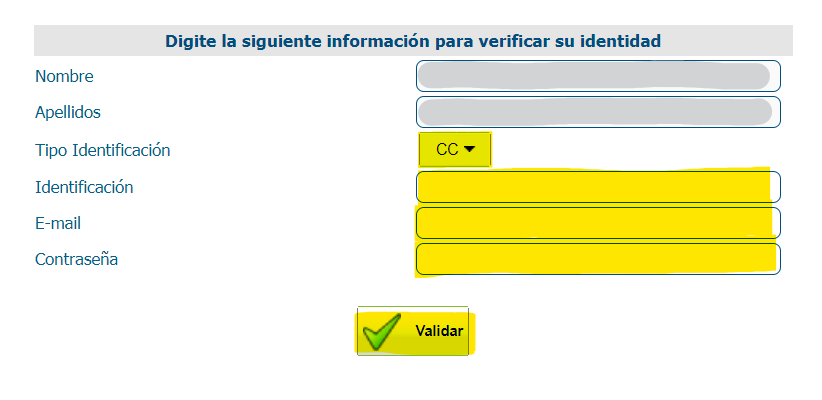 Digite la siguiente información para verificar su identidad
Nombre
Apellidos
Tipo Identificación CC
Identificación
E-mail
Contraseña
Validar